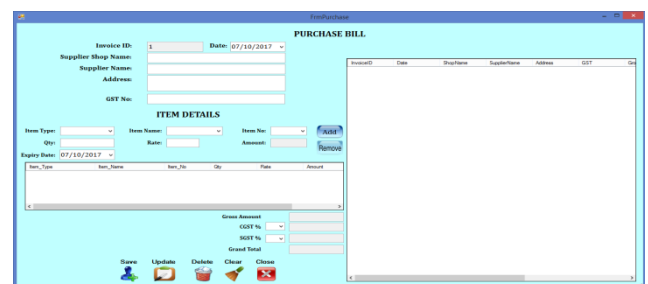 FrmPurchase
PURCHASE BILL
Invoice ID: 1 Date: 07/10/2017
Supplier Shop Name:
Supplier Name:
Address:
GST No:
InvoiceID Date ShopName SupplierName Address GST Gro
ITEM DETAILS
Item Type: Item Name: Item No: Add
Qty: Rate: Amount: Remove
Expiry Date: 07/10/2017
Item_Type Item_Name Item_No Qty Rate Amount
Gross Amount
CGST %
SGST %
Grand Total
Save Update Delete Clear Close